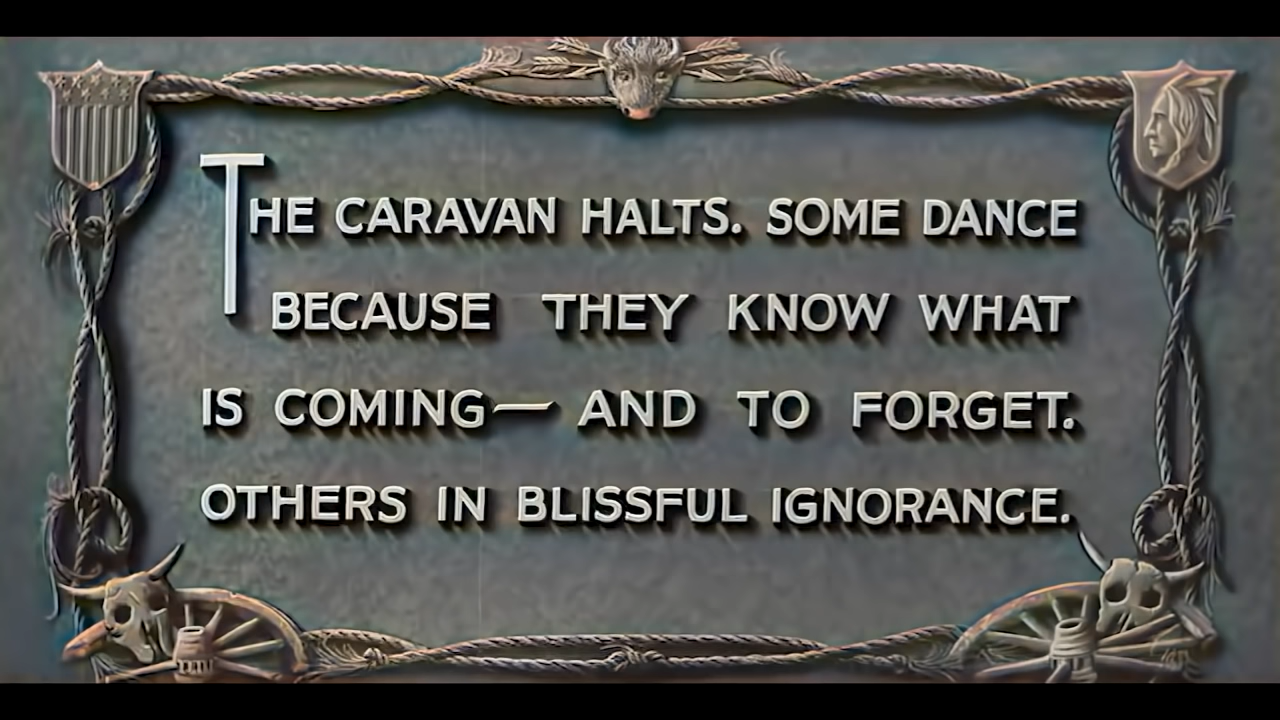 THE CARAVAN HALTS. SOME DANCE
BECAUSE THEY KNOW WHAT
IS COMING— AND TO FORGET.
OTHERS IN BLISSFUL IGNORANCE.